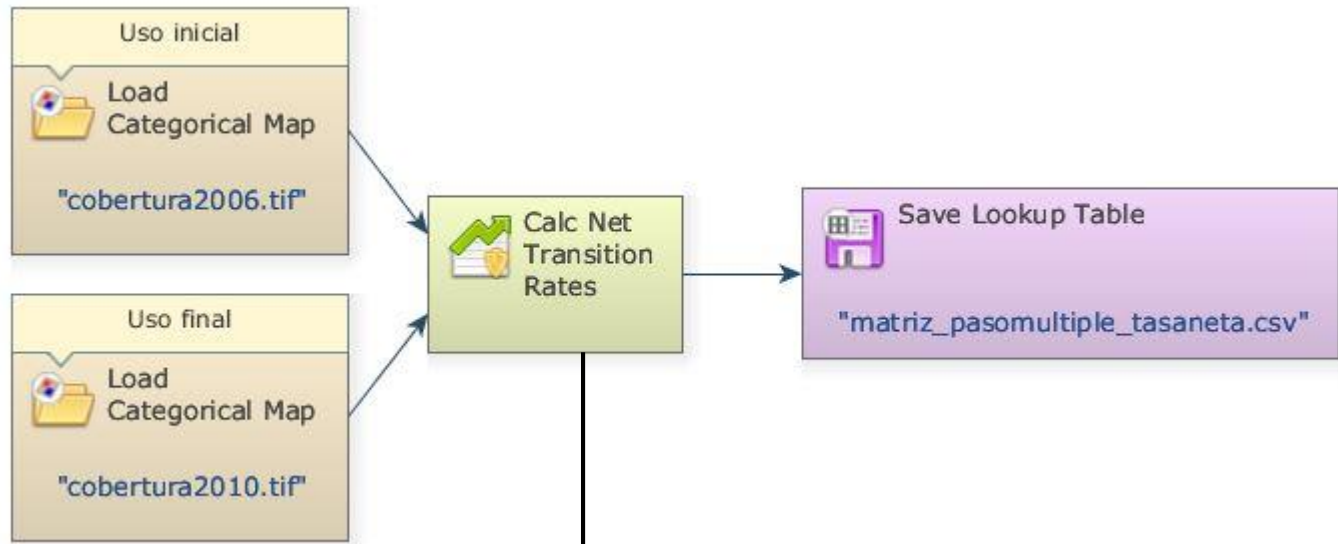 Uso inicial
Load
Categorical Map
"cobertura2006.tif"
Uso final
Load
Categorical Map
"cobertura2010.tif"
Calc Net
Transition
Rates
Save Lookup Table
"matriz_pasomultiple_tasaneta.csv"